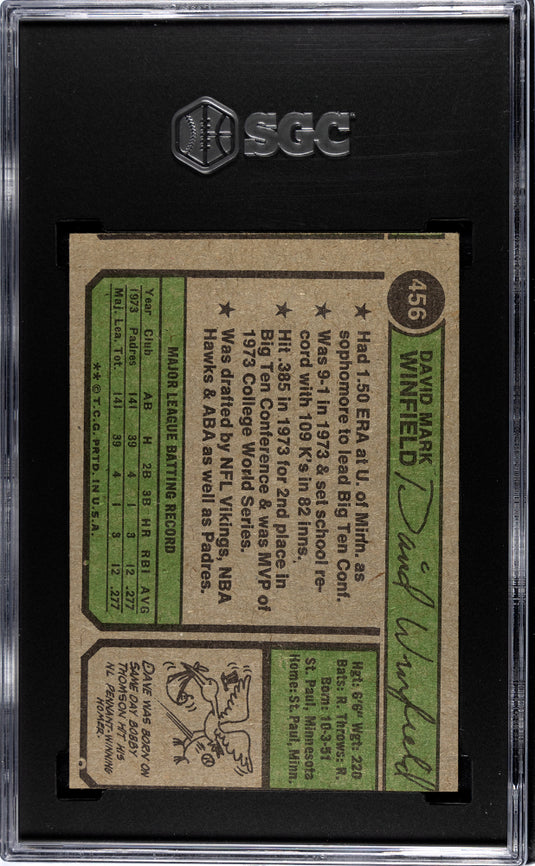 SGC
456
DAVID MARK
WINFIELD
David Winfield
★ Had 1.50 ERA at U. of Minn. as
sophomore to lead Big Ten Conf.
★ Was 9-1 in 1973 & set school re-
cord with 109 K's in 82 inns.
★ Hit .385 in 1973 for 2nd place in
Big Ten Conference & was MVP of
1973 College World Series.
★ Was drafted by NFL Vikings, NBA
Hawks & ABA as well as Padres.
Hgt: 6'6" Wgt: 220
Bats: R. Throws: R.
Born: 10-3-51
St. Paul, Minnesota
Home: St. Paul, Minn.
MAJOR LEAGUE BATTING RECORD
Year Club AB H 2B 3B HR RBI AVG
1973 Padres 141 39 4 1 3 12 .277
Maj. Lea. Tot. 141 39 4 1 3 12 .277
★★ © T.C.G. PRTD. IN U.S.A.
DAVE WAS BORN ON
SAME DAY BOBBY
THOMSON HIT HIS
NL PENNANT-WINNING
HOMER.